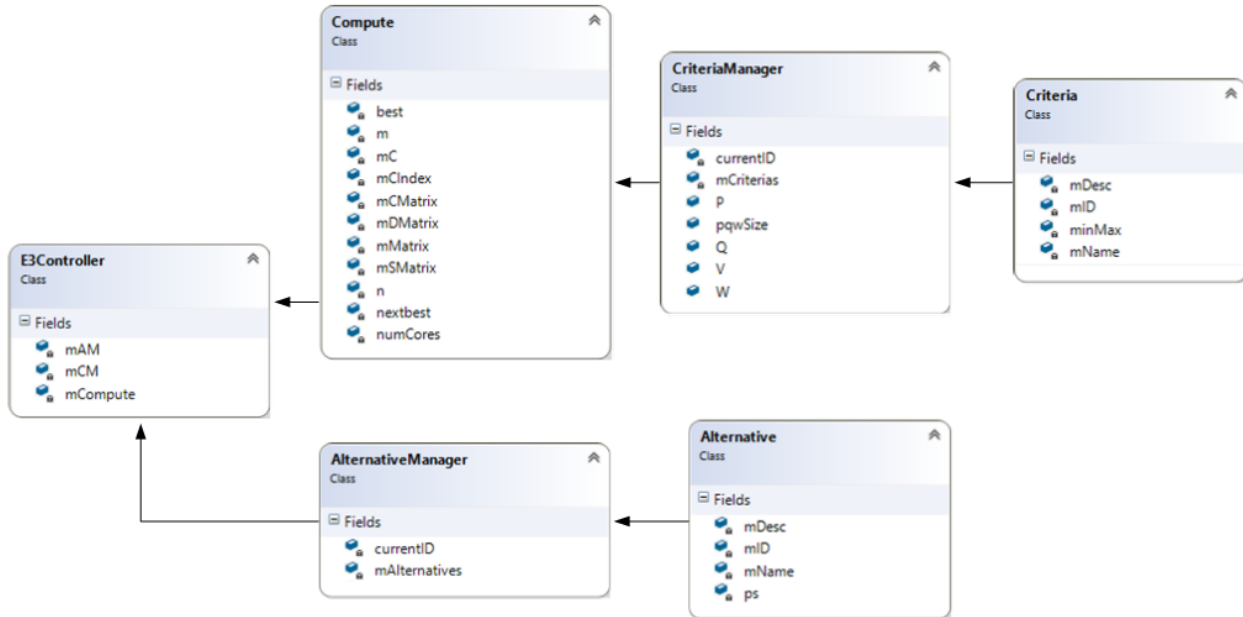 Compute
Class
Fields
best
m
mC
mCIndex
mCMatrix
mDMatrix
mMatrix
mSMatrix
n
nextbest
numCores
CriteriaManager
Class
Fields
currentID
mCriterias
P
pqwSize
Q
V
W
Criteria
Class
Fields
mDesc
mID
minMax
mName
E3Controller
Class
Fields
mAM
mCM
mCompute
AlternativeManager
Class
Fields
currentID
mAlternatives
Alternative
Class
Fields
mDesc
mID
mName
ps